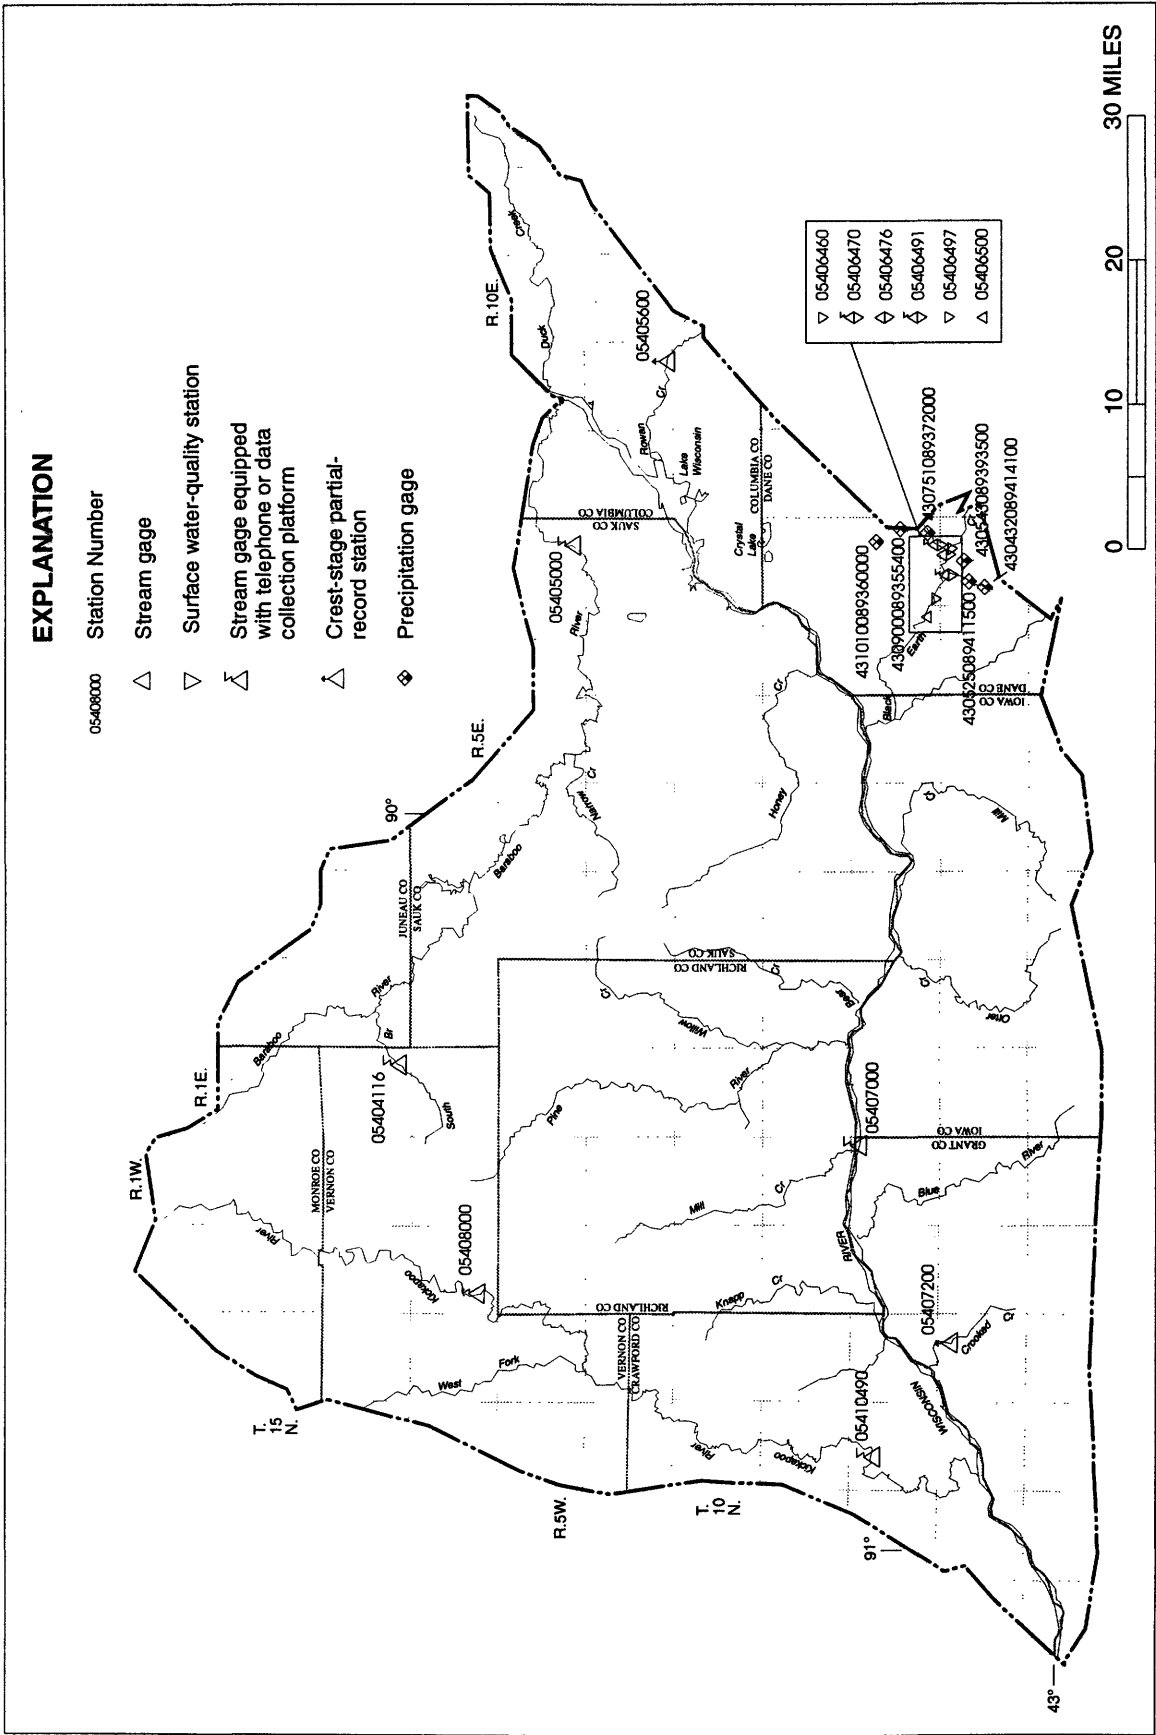 EXPLANATION
05408000 Station Number
Stream gage
Surface water-quality station
Stream gage equipped
with telephone or data
collection platform
Crest-stage partial-
record station
Precipitation gage
R.1W.
R.1E.
R.5E.
R.10E.
R.5W.
T.
15
N.
T.
10
N.
90°
91°
43°
MONROE CO
VERNON CO
JUNEAU CO
SAUK CO
SAUK CO
COLUMBIA CO
COLUMBIA CO
DANE CO
RICHLAND CO
SAUK CO
RICHLAND CO
VERNON CO
CRAWFORD CO
GRANT CO
IOWA CO
IOWA CO
DANE CO
Baraboo
River
South
Br
05404116
Baraboo
Narrow
Cr
River
05405000
Duck
Creek
Rowan
Cr
05405600
Lake
Wisconsin
Crystal
Lake
Honey
Cr
Black
Earth
Cr
Mill
Cr
Otter
Cr
Bear
Cr
Willow
Cr
Pine
River
Mill
Cr
Blue
River
Knapp
Cr
Crooked
Cr
Kickapoo
River
West
Fork
Kickapoo
River
WISCONSIN
RIVER
05408000
05407000
05407200
05410490
431010089360000
430900089355400
430751089372000
430543089393500
430432089414100
430525089411500
05406460
05406470
05406476
05406491
05406497
05406500
0 10 20 30 MILES